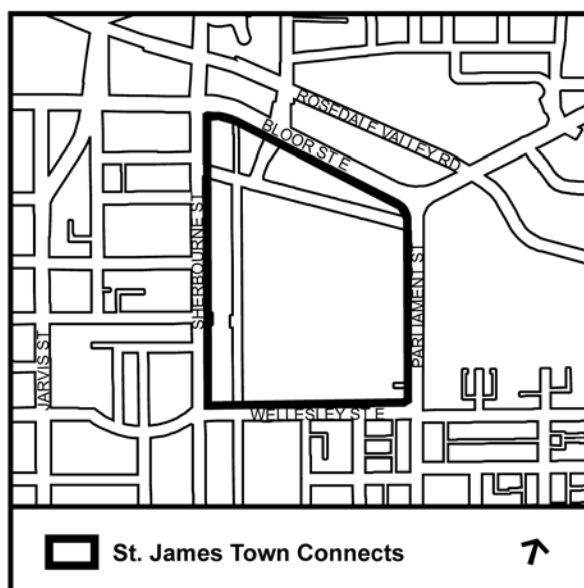 ROSEDALE VALLEY RD
BLOOR ST E
SHERBOURNE ST
PARLIAMENT ST
JARVIS ST
WELLESLEY ST E
St. James Town Connects